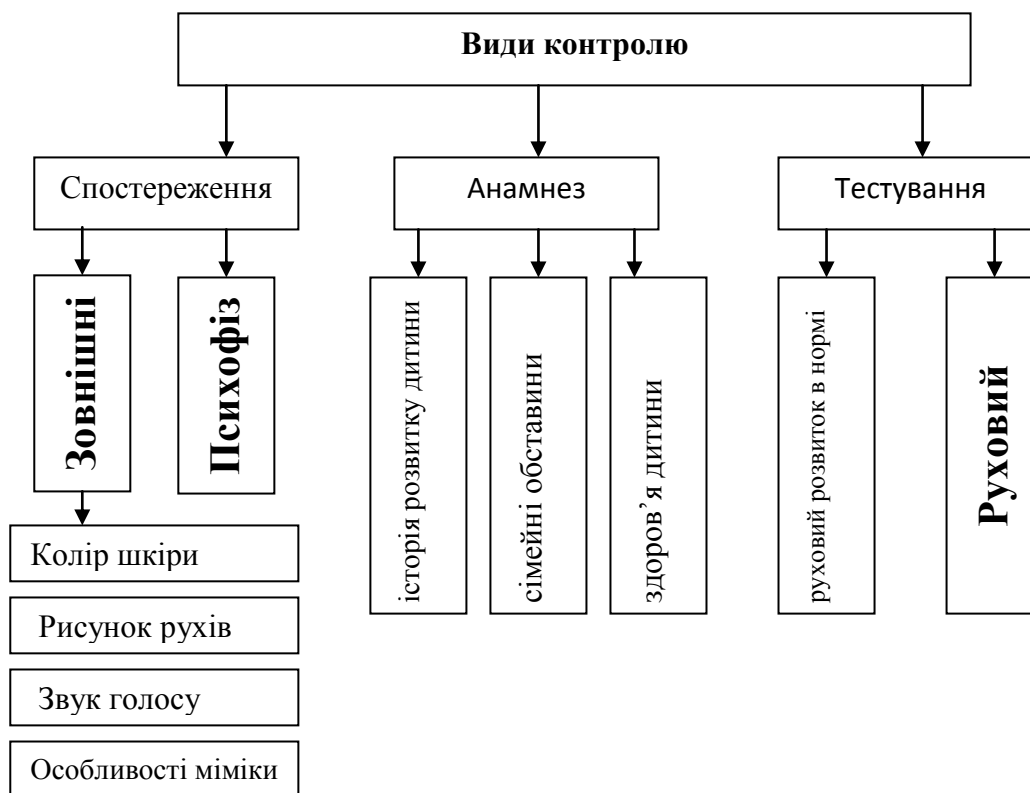 Види контролю
Спостереження
Анамнез
Тестування
Зовнішні
Психофіз
історія розвитку дитини
сімейні обставини
здоров’я дитини
руховий розвиток в нормі
Руховий
Колір шкіри
Рисунок рухів
Звук голосу
Особливості міміки